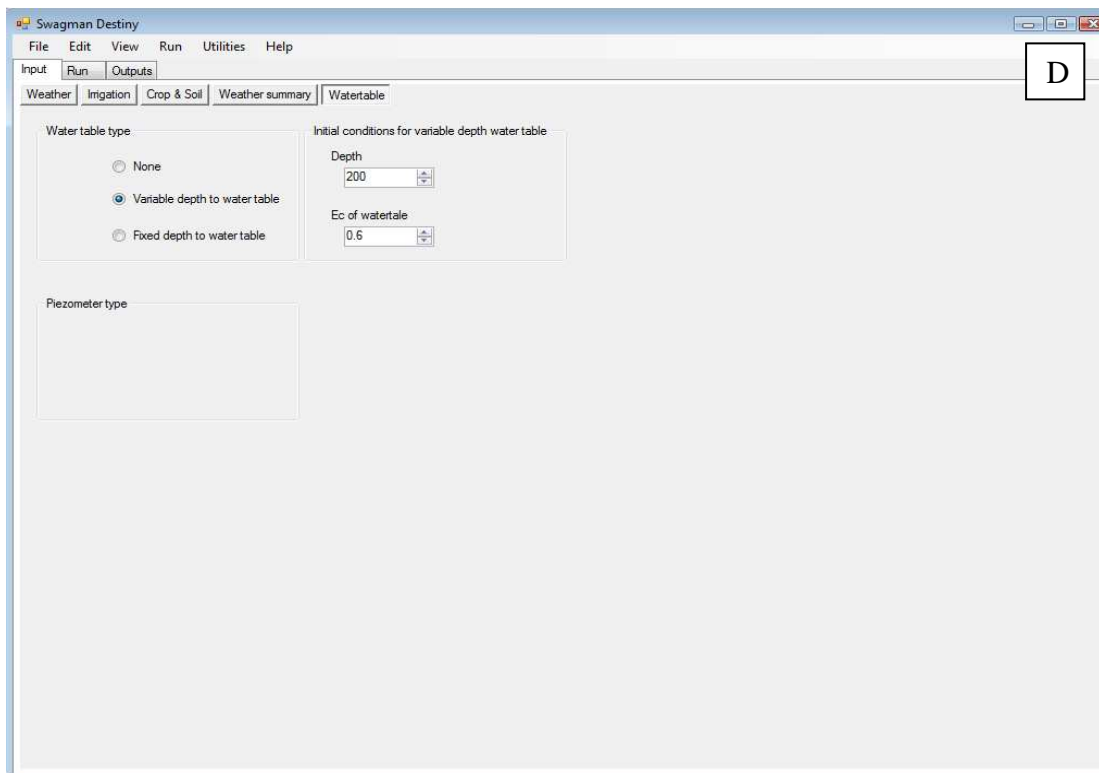 Swagman Destiny
File Edit View Run Utilities Help
Input Run Outputs
D
Weather Irrigation Crop & Soil Weather summary Watertable
Water table type
None
Variable depth to water table
Fixed depth to water table
Initial conditions for variable depth water table
Depth
200
Ec of watertale
0.6
Piezometer type